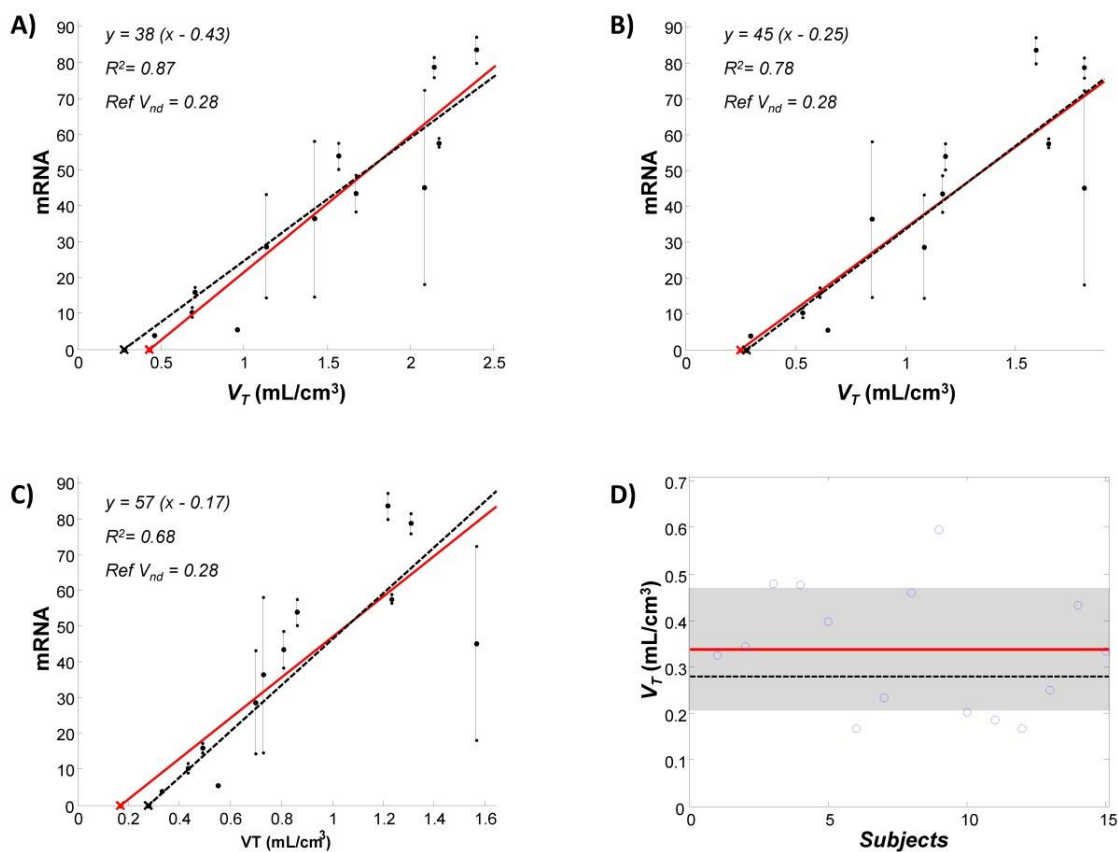 A)
y = 38 (x - 0.43)
R²= 0.87
Ref Vnd = 0.28
90
80
70
60
50
40
30
20
10
0
mRNA
0 0.5 1 1.5 2 2.5
VT (mL/cm³)
B)
y = 45 (x - 0.25)
R²= 0.78
Ref Vnd = 0.28
90
80
70
60
50
40
30
20
10
0
mRNA
0 0.5 1 1.5
VT (mL/cm³)
C)
y = 57 (x - 0.17)
R²= 0.68
Ref Vnd = 0.28
90
80
70
60
50
40
30
20
10
0
mRNA
0 0.2 0.4 0.6 0.8 1 1.2 1.4 1.6
VT (mL/cm³)
D)
0.7
0.6
0.5
0.4
0.3
0.2
0.1
0
VT (mL/cm³)
0 5 10 15
Subjects